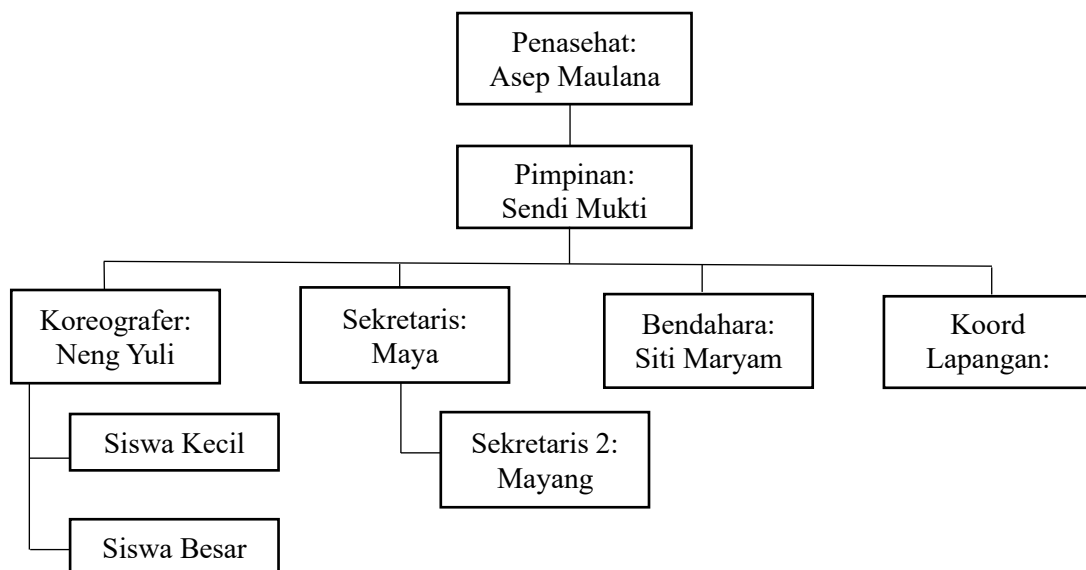 Penasehat:
Asep Maulana
Pimpinan:
Sendi Mukti
Koreografer:
Neng Yuli
Sekretaris:
Maya
Bendahara:
Siti Maryam
Koord
Lapangan:
Siswa Kecil
Sekretaris 2:
Mayang
Siswa Besar